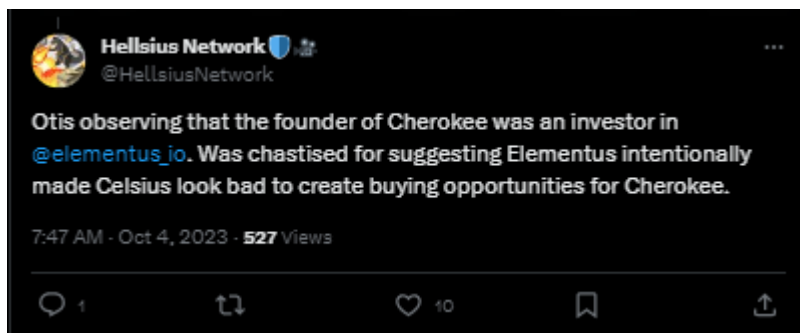 Hellsius Network
@HellsiusNetwork
Otis observing that the founder of Cherokee was an investor in
@elementus_io. Was chastised for suggesting Elementus intentionally
made Celsius look bad to create buying opportunities for Cherokee.
7:47 AM · Oct 4, 2023 · 527 Views
1
10